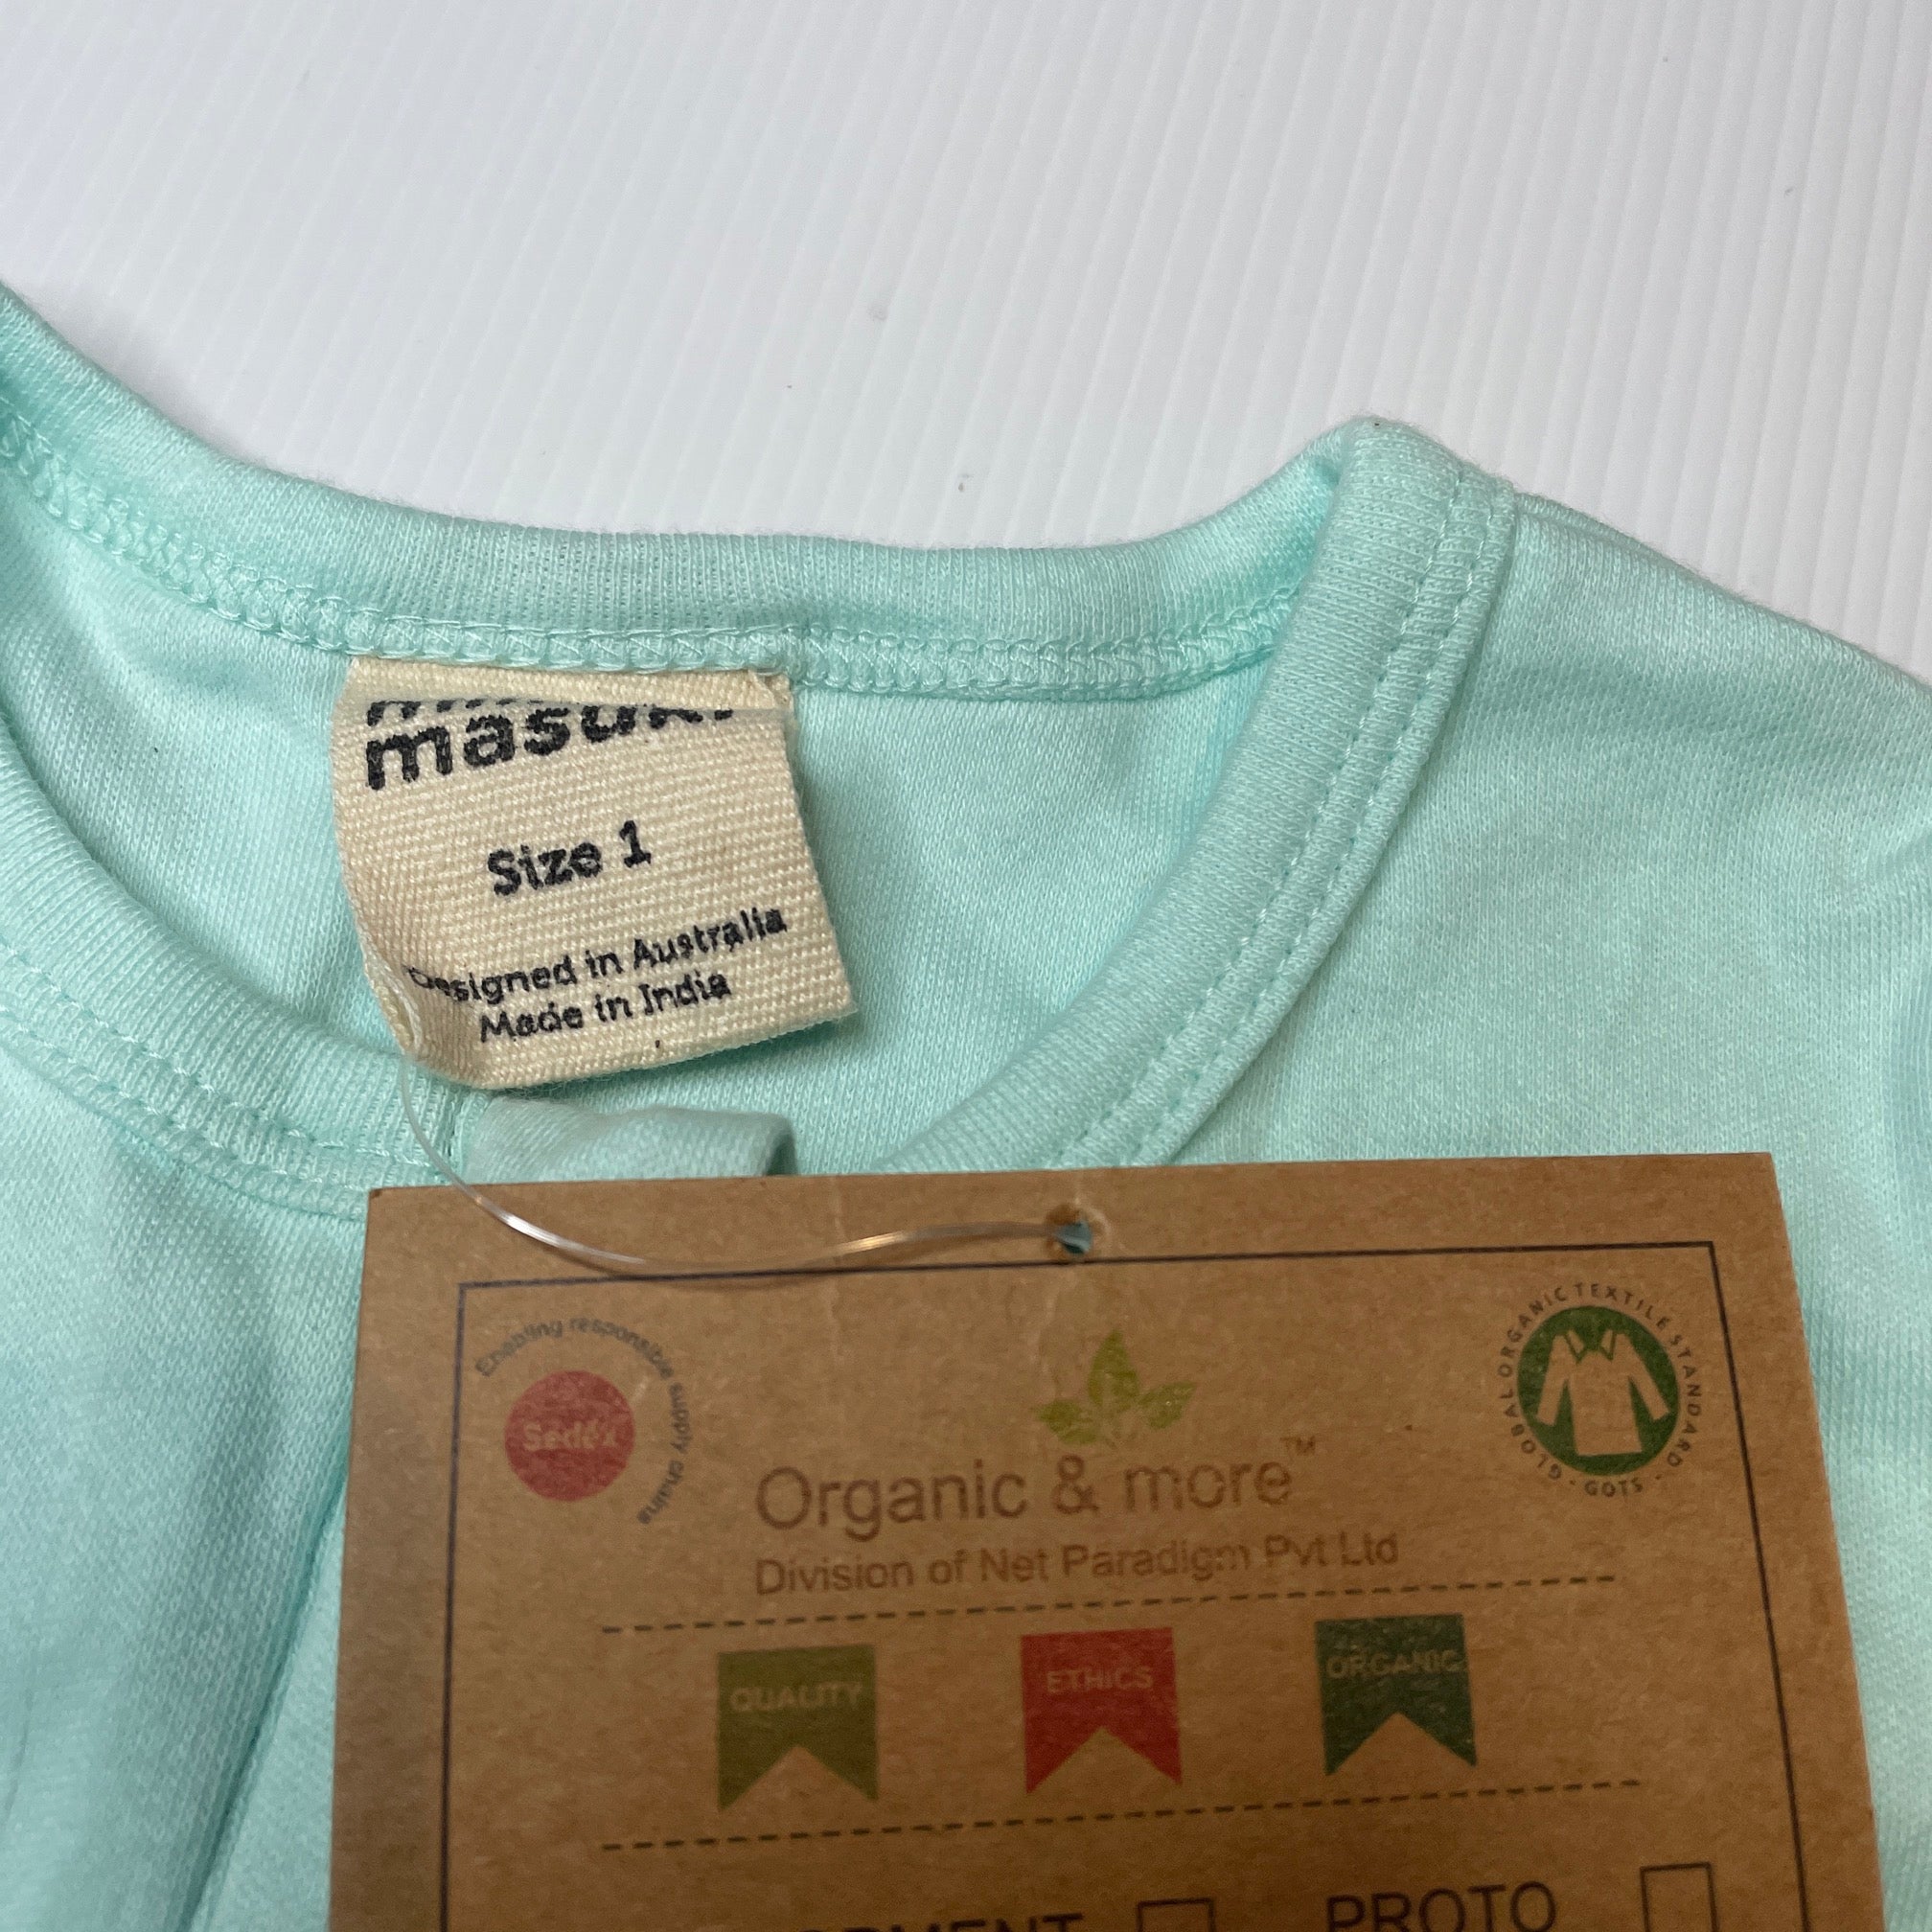 masuki
Size 1
Designed in Australia
Made in India
Enabling responsible supply chains
Sedex
GLOBAL ORGANIC TEXTILE STANDARD · GOTS ·
Organic & more™
Division of Net Paradigm Pvt Ltd
QUALITY
ETHICS
ORGANIC
PROTO